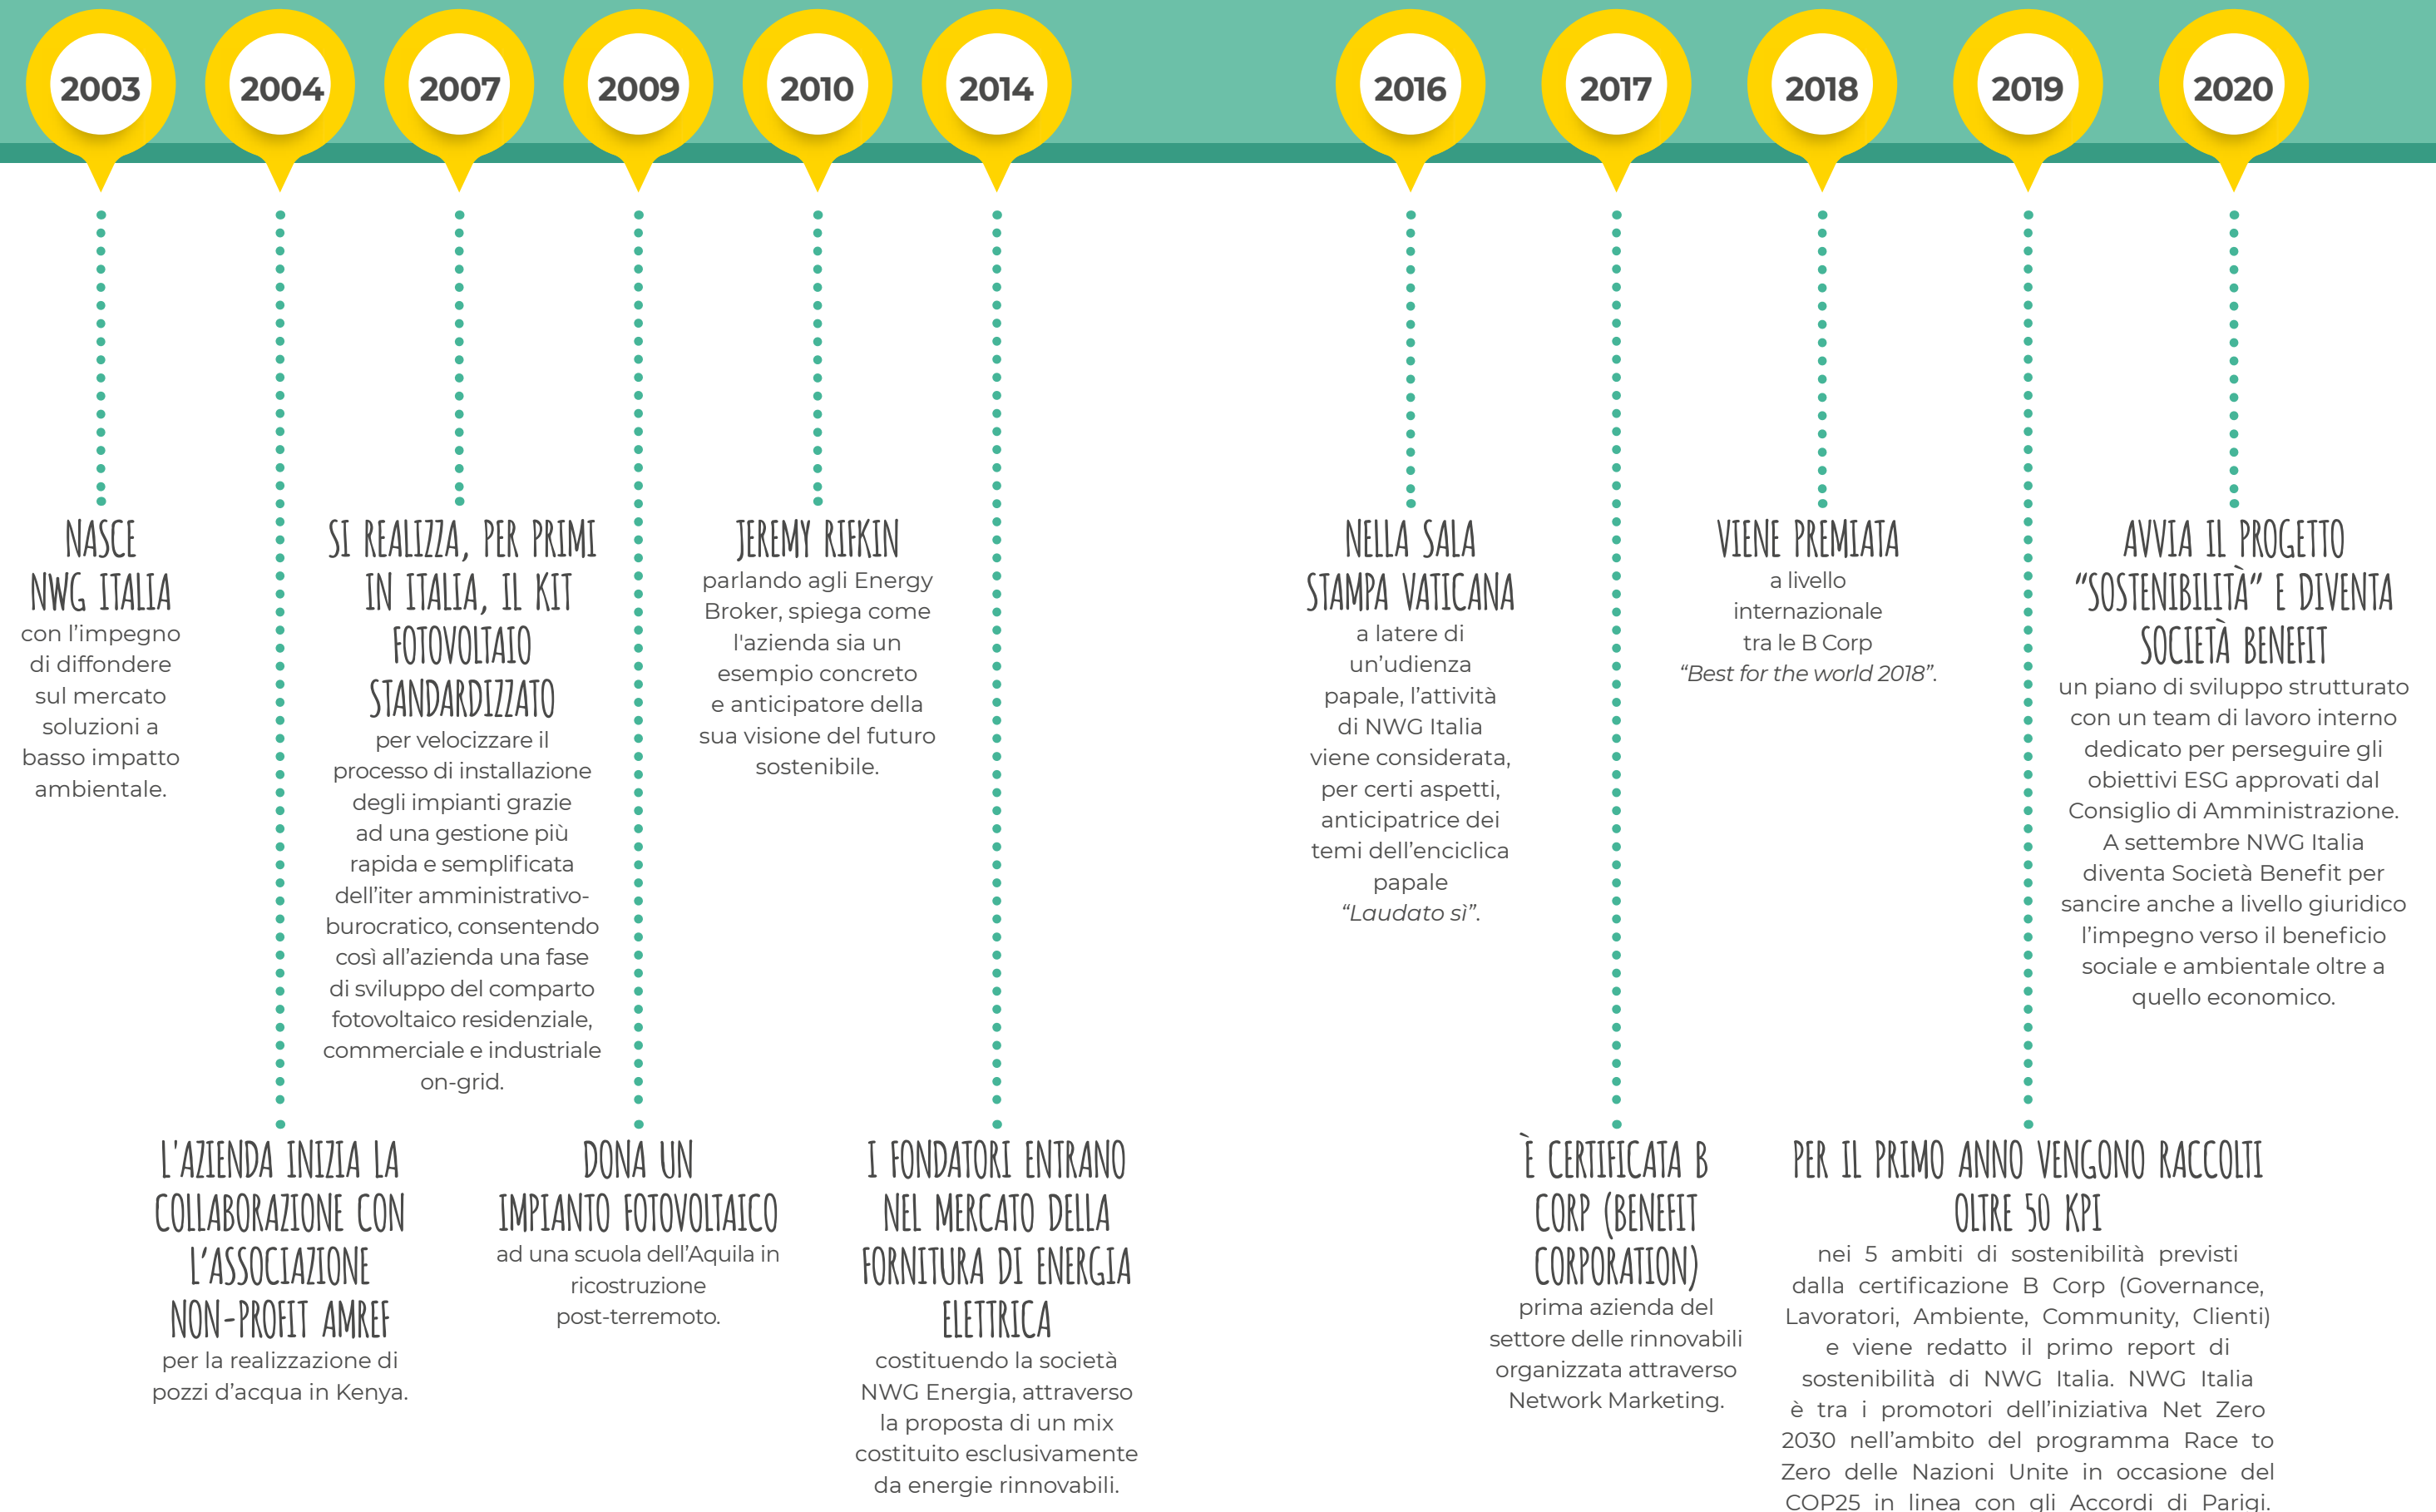 2003
2004
2007
2009
2010
2014
2016
2017
2018
2019
2020
NASCE
NWG ITALIA
con l’impegno
di diffondere
sul mercato
soluzioni a
basso impatto
ambientale.
L'AZIENDA INIZIA LA
COLLABORAZIONE CON
L’ASSOCIAZIONE
NON-PROFIT AMREF
per la realizzazione di
pozzi d’acqua in Kenya.
SI REALIZZA, PER PRIMI
IN ITALIA, IL KIT
FOTOVOLTAIO
STANDARDIZZATO
per velocizzare il
processo di installazione
degli impianti grazie
ad una gestione più
rapida e semplificata
dell’iter amministrativo-
burocratico, consentendo
così all’azienda una fase
di sviluppo del comparto
fotovoltaico residenziale,
commerciale e industriale
on-grid.
DONA UN
IMPIANTO FOTOVOLTAICO
ad una scuola dell’Aquila in
ricostruzione
post-terremoto.
JEREMY RIFKIN
parlando agli Energy
Broker, spiega come
l'azienda sia un
esempio concreto
e anticipatore della
sua visione del futuro
sostenibile.
I FONDATORI ENTRANO
NEL MERCATO DELLA
FORNITURA DI ENERGIA
ELETTRICA
costituendo la società
NWG Energia, attraverso
la proposta di un mix
costituito esclusivamente
da energie rinnovabili.
NELLA SALA
STAMPA VATICANA
a latere di
un’udienza
papale, l’attività
di NWG Italia
viene considerata,
per certi aspetti,
anticipatrice dei
temi dell’enciclica
papale
“Laudato sì”.
È CERTIFICATA B
CORP (BENEFIT
CORPORATION)
prima azienda del
settore delle rinnovabili
organizzata attraverso
Network Marketing.
VIENE PREMIATA
a livello
internazionale
tra le B Corp
“Best for the world 2018”.
PER IL PRIMO ANNO VENGONO RACCOLTI
OLTRE 50 KPI
nei 5 ambiti di sostenibilità previsti
dalla certificazione B Corp (Governance,
Lavoratori, Ambiente, Community, Clienti)
e viene redatto il primo report di
sostenibilità di NWG Italia. NWG Italia
è tra i promotori dell’iniziativa Net Zero
2030 nell’ambito del programma Race to
Zero delle Nazioni Unite in occasione del
COP25 in linea con gli Accordi di Parigi.
AVVIA IL PROGETTO
“SOSTENIBILITÀ” E DIVENTA
SOCIETÀ BENEFIT
un piano di sviluppo strutturato
con un team di lavoro interno
dedicato per perseguire gli
obiettivi ESG approvati dal
Consiglio di Amministrazione.
A settembre NWG Italia
diventa Società Benefit per
sancire anche a livello giuridico
l’impegno verso il beneficio
sociale e ambientale oltre a
quello economico.